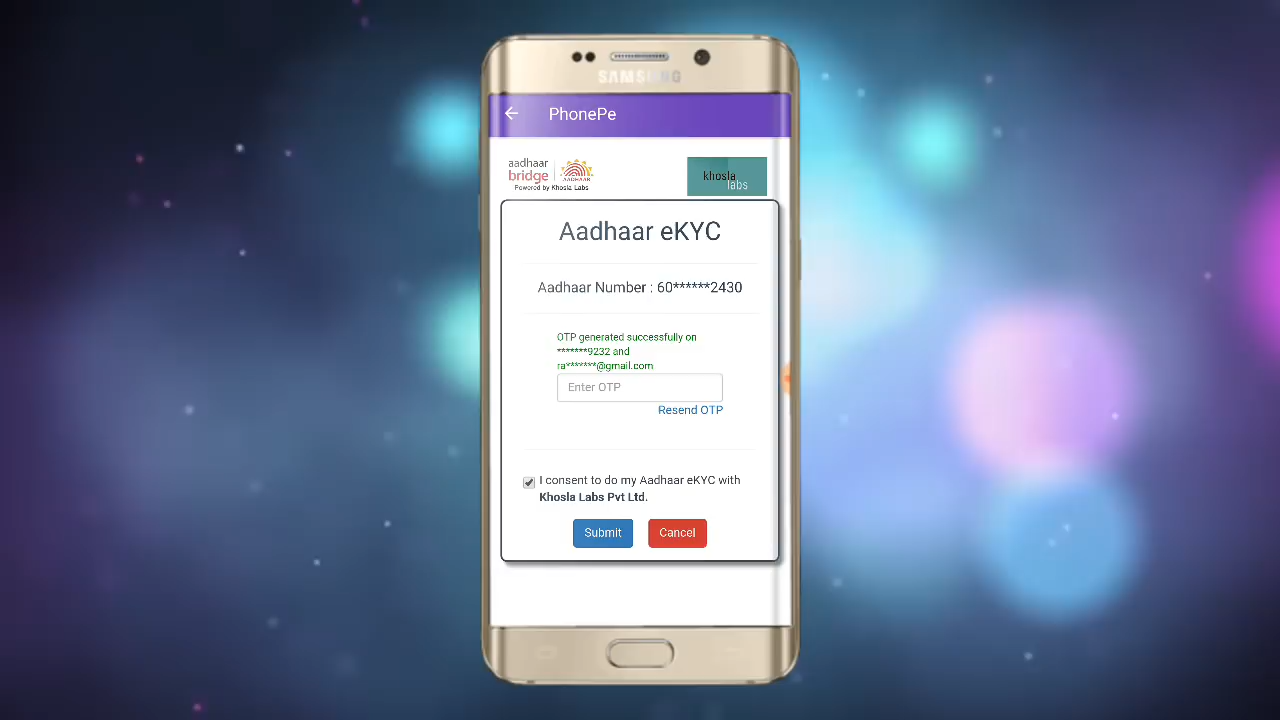 SAMSUNG
PhonePe
aadhaar
bridge
AADHAAR
Powered by Khosla Labs
khosla
labs
Aadhaar eKYC
Aadhaar Number : 60******2430
OTP generated successfully on
*******9232 and
ra*******@gmail.com
Enter OTP
Resend OTP
I consent to do my Aadhaar eKYC with
Khosla Labs Pvt Ltd.
Submit
Cancel